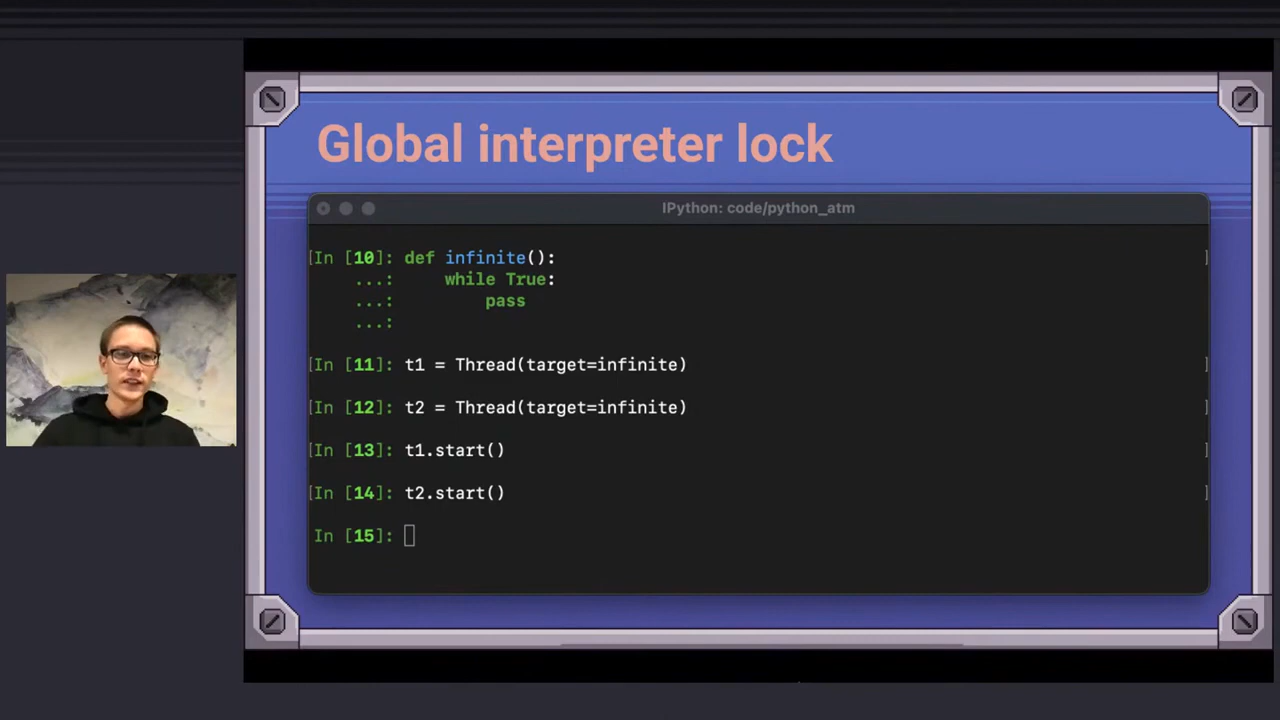 Global interpreter lock
IPython: code/python_atm
[In [10]: def infinite(): ]
...: while True:
...: pass
...:
[In [11]: t1 = Thread(target=infinite) ]
[In [12]: t2 = Thread(target=infinite) ]
[In [13]: t1.start() ]
[In [14]: t2.start() ]
In [15]: